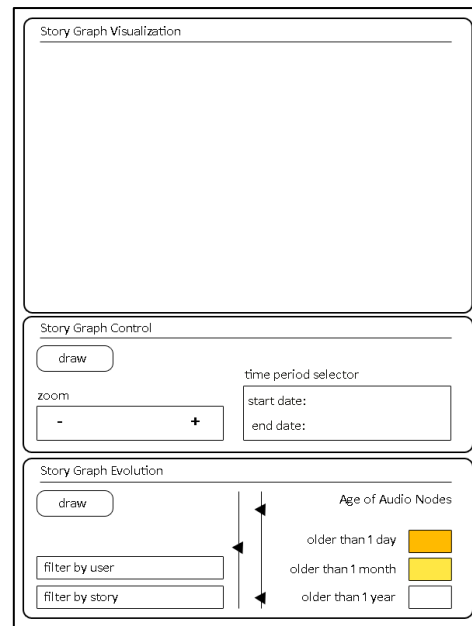 Story Graph Visualization
Story Graph Control
draw
zoom
- +
time period selector
start date:
end date:
Story Graph Evolution
draw
filter by user
filter by story
Age of Audio Nodes
older than 1 day
older than 1 month
older than 1 year